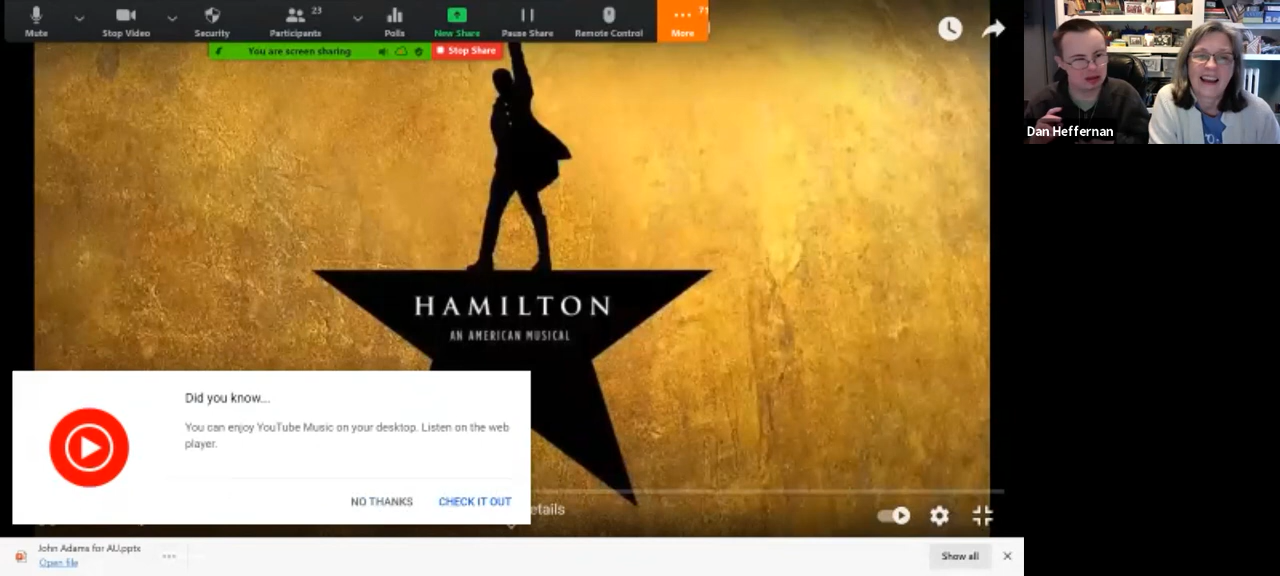 23
71
Mute
Stop Video
Security
Participants
Polls
New Share
Pause Share
Remote Control
More
You are screen sharing
Stop Share
Dan Heffernan
HAMILTON
AN AMERICAN MUSICAL
Did you know...
You can enjoy YouTube Music on your desktop. Listen on the web
player.
NO THANKS
CHECK IT OUT
etails
John Adams for AU.pptx
Open file
Show all